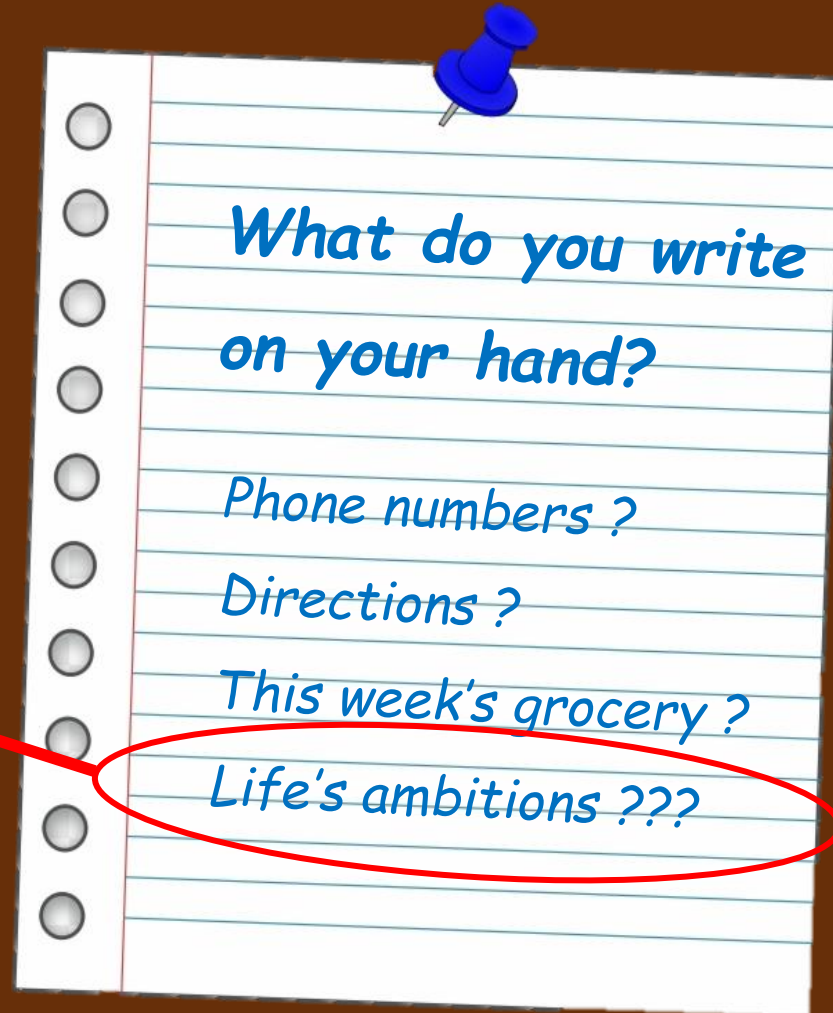 What do you write
on your hand?
Phone numbers ?
Directions ?
This week's grocery ?
Life's ambitions ???